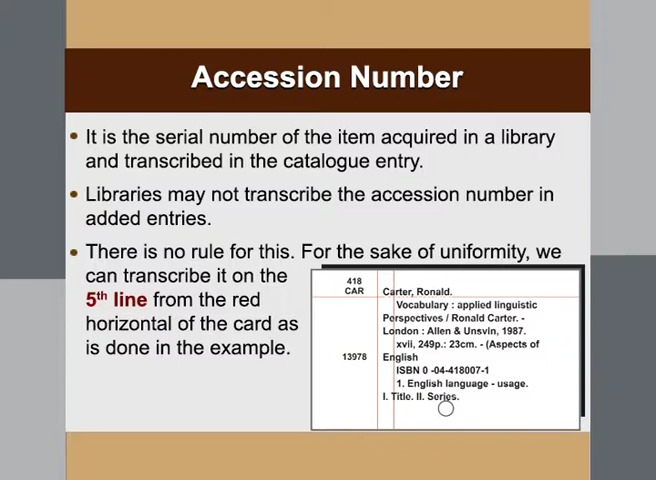 Accession Number
• It is the serial number of the item acquired in a library
and transcribed in the catalogue entry.
• Libraries may not transcribe the accession number in
added entries.
• There is no rule for this. For the sake of uniformity, we
can transcribe it on the
5th line from the red
horizontal of the card as
is done in the example.
418
CAR
Carter, Ronald.
Vocabulary : applied linguistic
Perspectives / Ronald Carter. -
London : Allen & Unsvin, 1987.
xvii, 249p.: 23cm. - (Aspects of
13978 English
ISBN 0 -04-418007-1
1. English language - usage.
I. Title. II. Series.